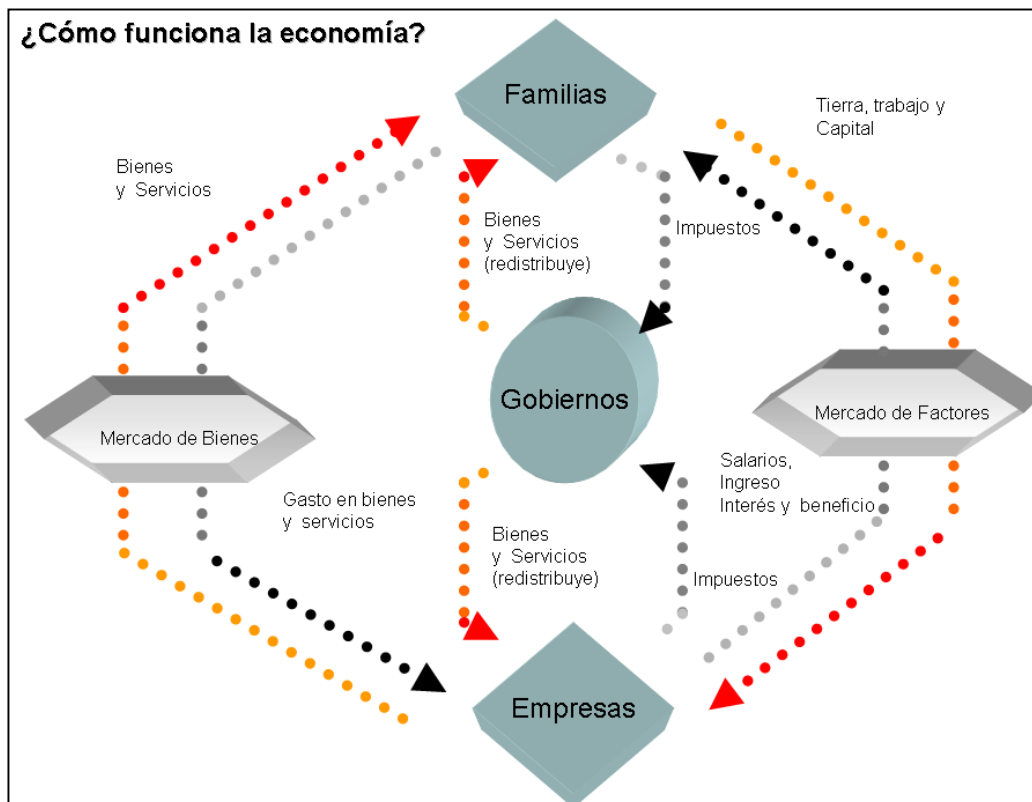 ¿Cómo funciona la economía?
Familias
Tierra, trabajo y
Capital
Bienes
y Servicios
Bienes
y Servicios
(redistribuye)
Impuestos
Gobiernos
Mercado de Bienes
Mercado de Factores
Gasto en bienes
y servicios
Salarios,
Ingreso
Interés y beneficio
Bienes
y Servicios
(redistribuye)
Impuestos
Empresas